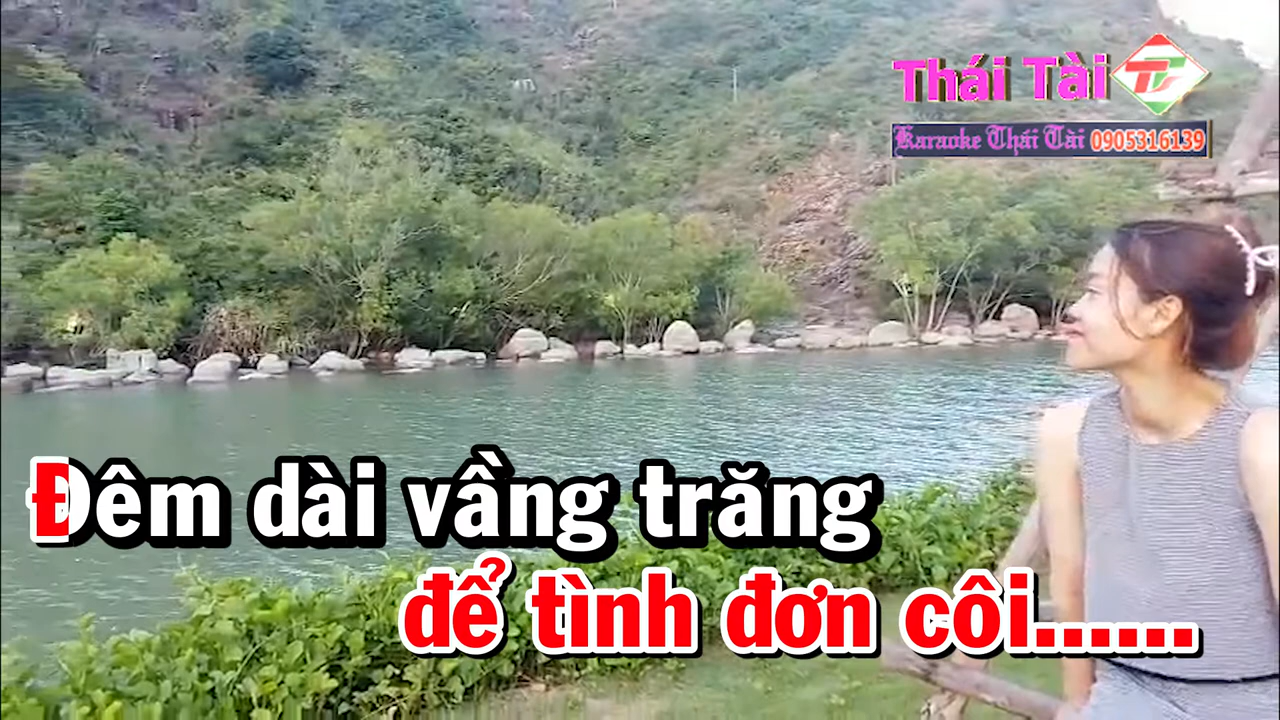 Thái Tài
Karaoke Thái Tài 0905316139
Đêm dài vầng trăng
để tình đơn côi......